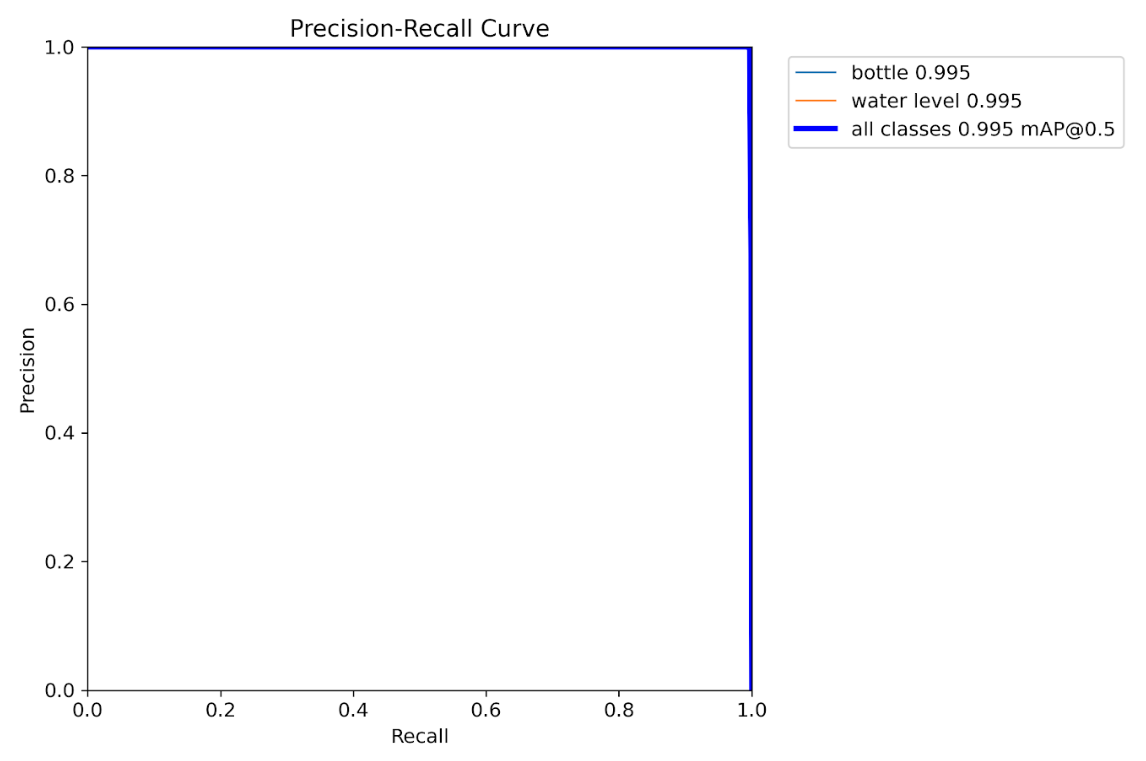 Precision-Recall Curve
1.0
0.8
0.6
0.4
0.2
0.0
Precision
0.0 0.2 0.4 0.6 0.8 1.0
Recall
bottle 0.995
water level 0.995
all classes 0.995 mAP@0.5